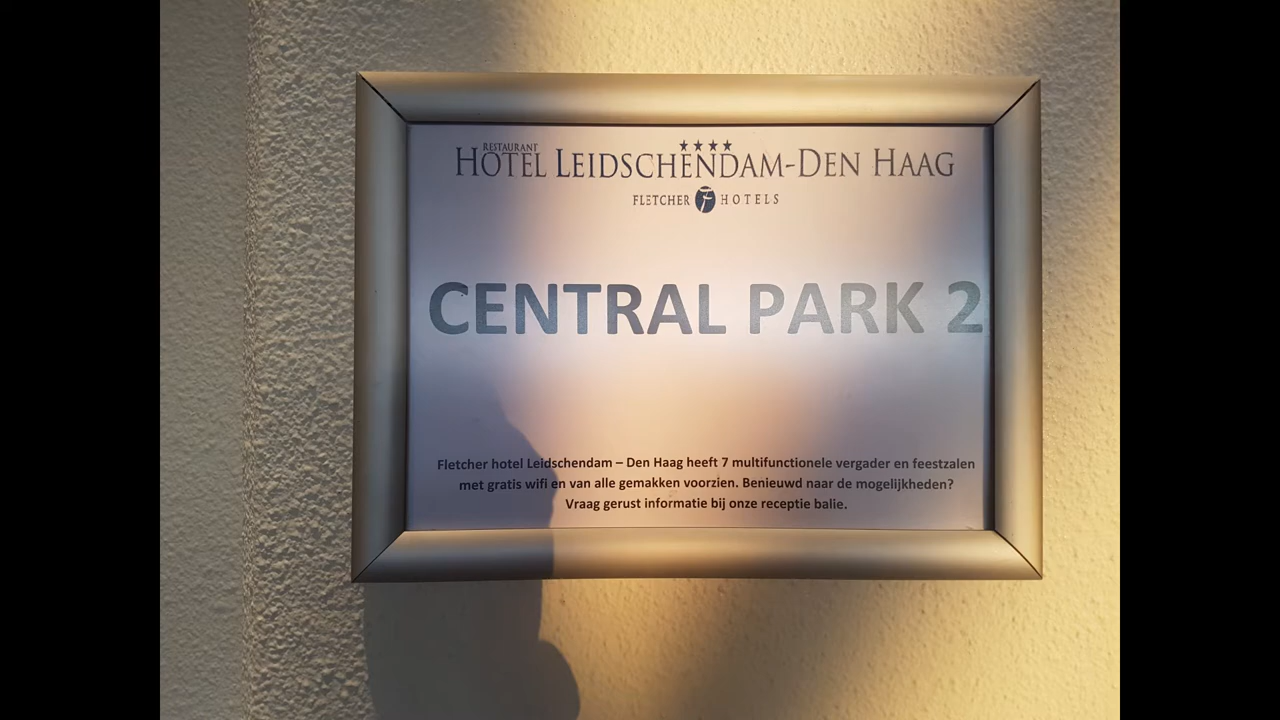 RESTAURANT
HOTEL LEIDSCHENDAM-DEN HAAG
FLETCHER HOTELS
CENTRAL PARK 2
Fletcher hotel Leidschendam – Den Haag heeft 7 multifunctionele vergader en feestzalen
met gratis wifi en van alle gemakken voorzien. Benieuwd naar de mogelijkheden?
Vraag gerust informatie bij onze receptie balie.